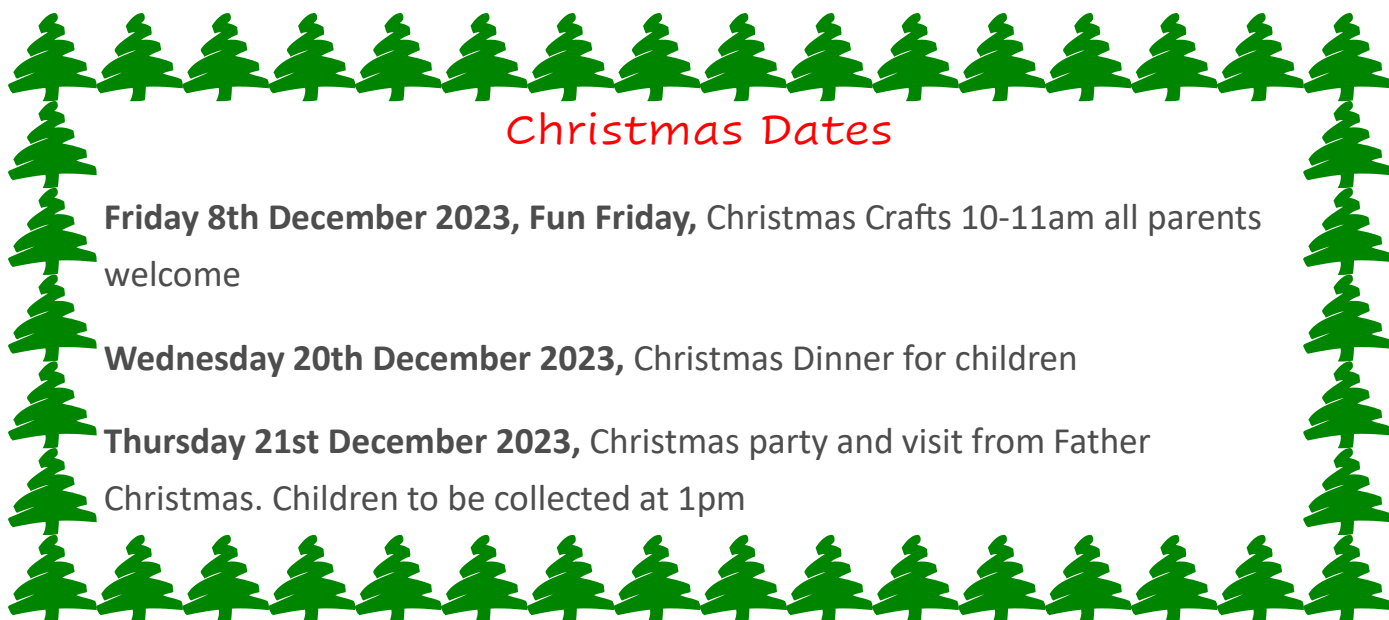 Christmas Dates
Friday 8th December 2023, Fun Friday, Christmas Crafts 10-11am all parents
welcome
Wednesday 20th December 2023, Christmas Dinner for children
Thursday 21st December 2023, Christmas party and visit from Father
Christmas. Children to be collected at 1pm